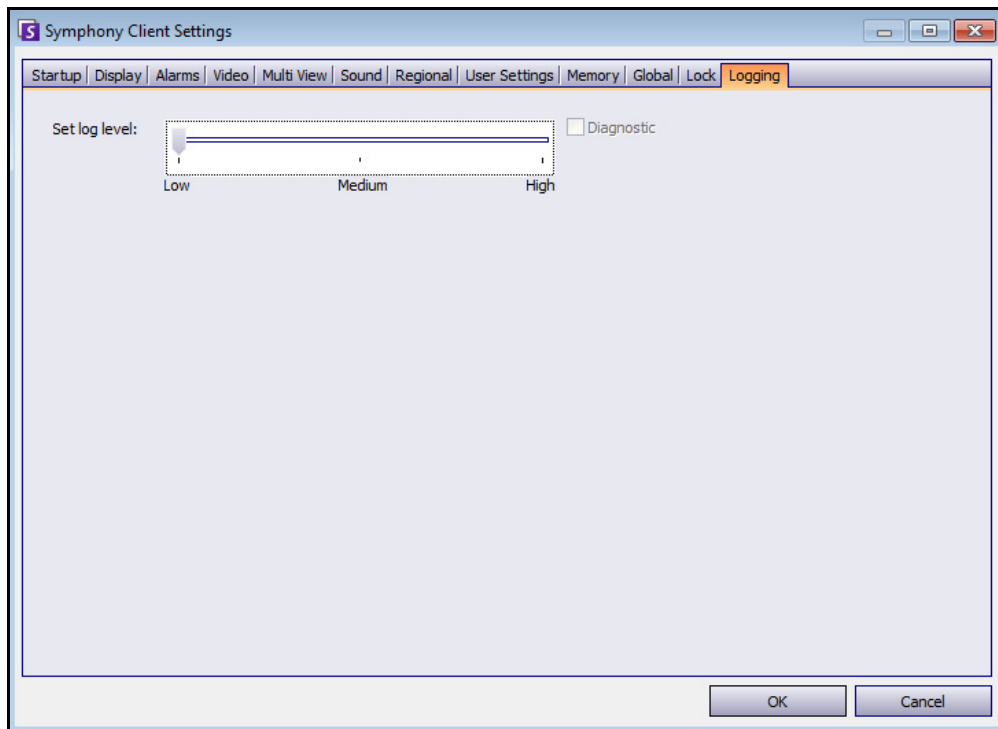 Symphony Client Settings
Startup Display Alarms Video Multi View Sound Regional User Settings Memory Global Lock Logging
Set log level:
Diagnostic
Low Medium High
OK Cancel